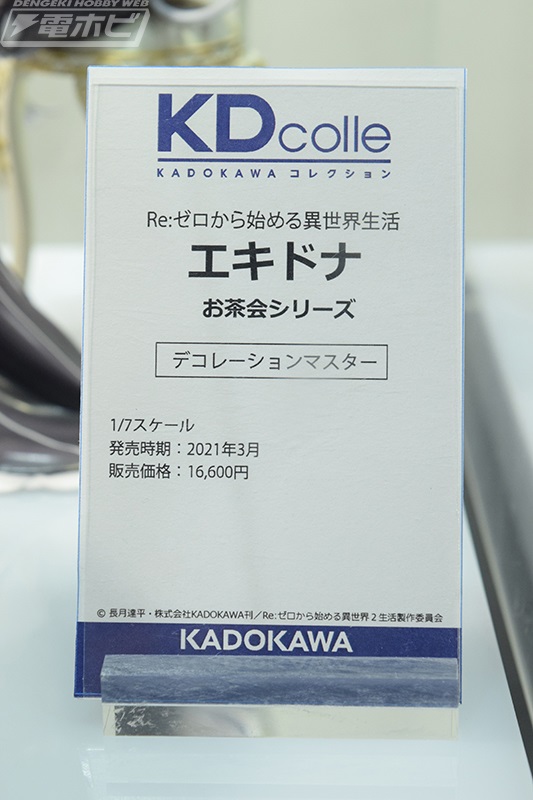 DENGEKI HOBBY WEB
電ホビ
KDcolle
KADOKAWA コレクション
Re:ゼロから始める異世界生活
エキドナ
お茶会シリーズ
デコレーションマスター
1/7スケール
発売時期：2021年3月
販売価格：16,600円
© 長月達平・株式会社KADOKAWA刊／Re:ゼロから始める異世界２生活製作委員会
KADOKAWA